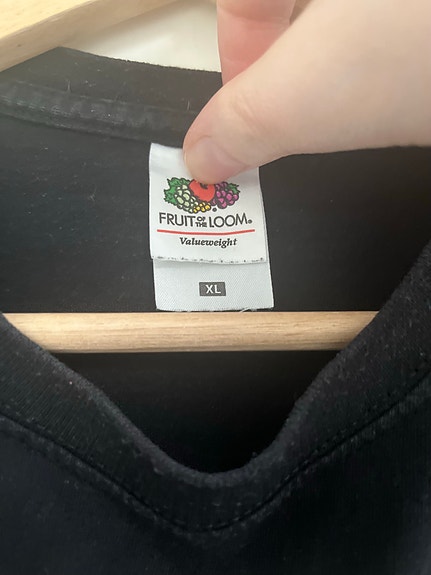 FRUIT OF THE LOOM®
Valueweight
XL